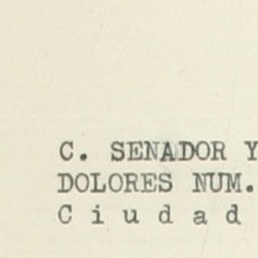 C. SENADOR Y
DOLORES NUM.
C i u d a d